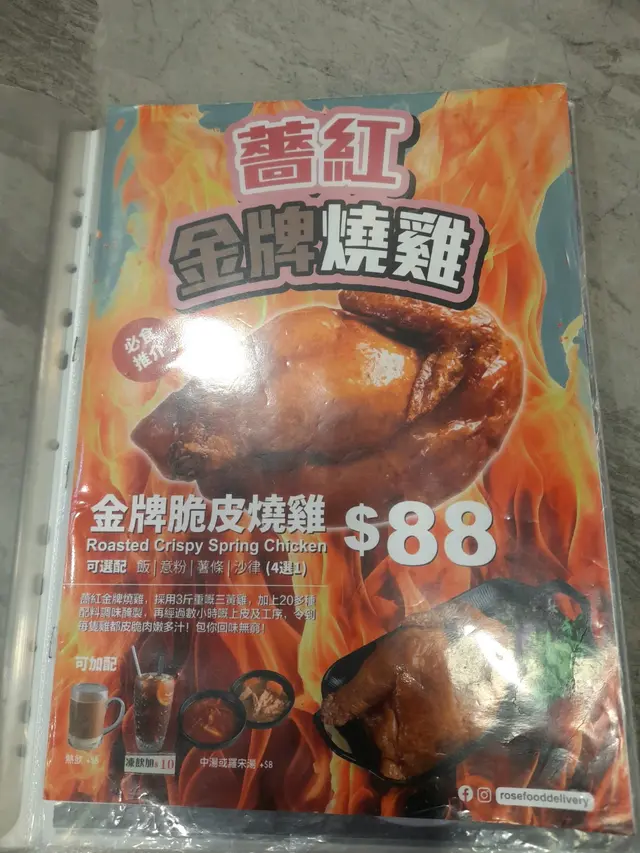 薔紅
金牌燒雞
必食
推介
金牌脆皮燒雞
$88
Roasted Crispy Spring Chicken
可選配 飯|意粉|薯條|沙律 (4選1)
薔紅金牌燒雞，採用3斤重嘅三黃雞，加上20多種
配料調味醃製，再經過數小時嘅上皮及工序，令到
每隻雞都皮脆肉嫩多汁！包你回味無窮！
可加配
熱飲
凍飲加$10
中湯或羅宋湯 +$8
rosefooddelivery